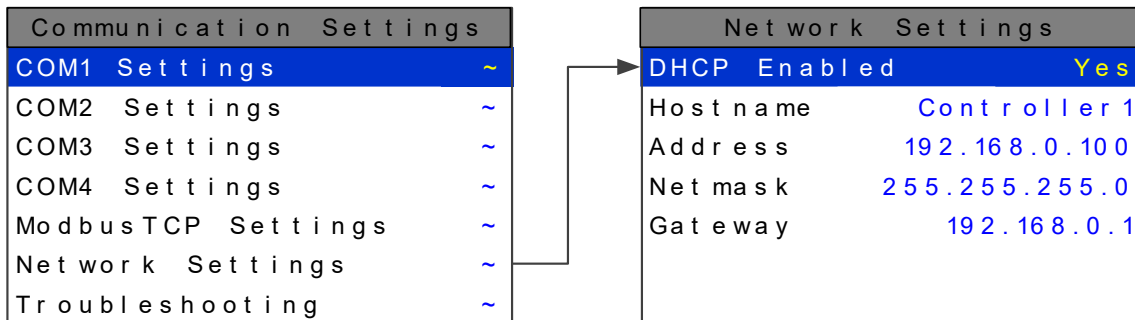 Communication Settings
COM1 Settings ~
COM2 Settings ~
COM3 Settings ~
COM4 Settings ~
ModbusTCP Settings ~
Network Settings ~
Troubleshooting ~
Network Settings
DHCP Enabled Yes
Hostname Controller1
Address 192.168.0.100
Netmask 255.255.255.0
Gateway 192.168.0.1